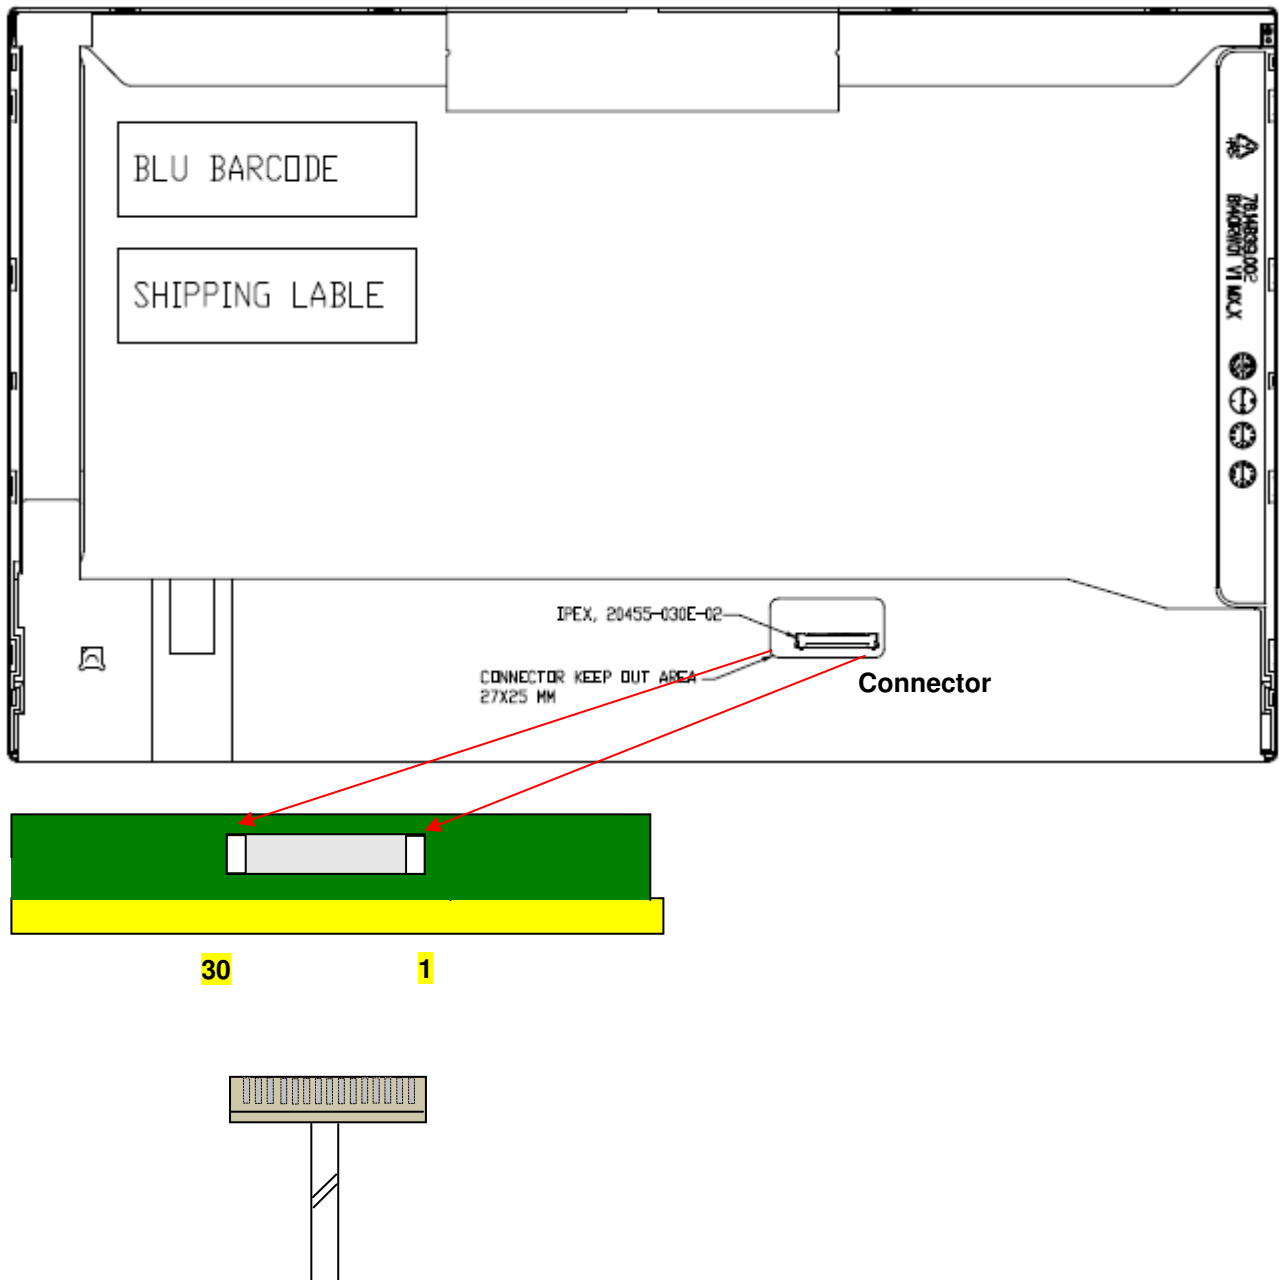 BLU BARCODE
SHIPPING LABLE
IPEX, 20455-030E-02
CONNECTOR KEEP OUT AREA
27X25 MM
Connector
30
1